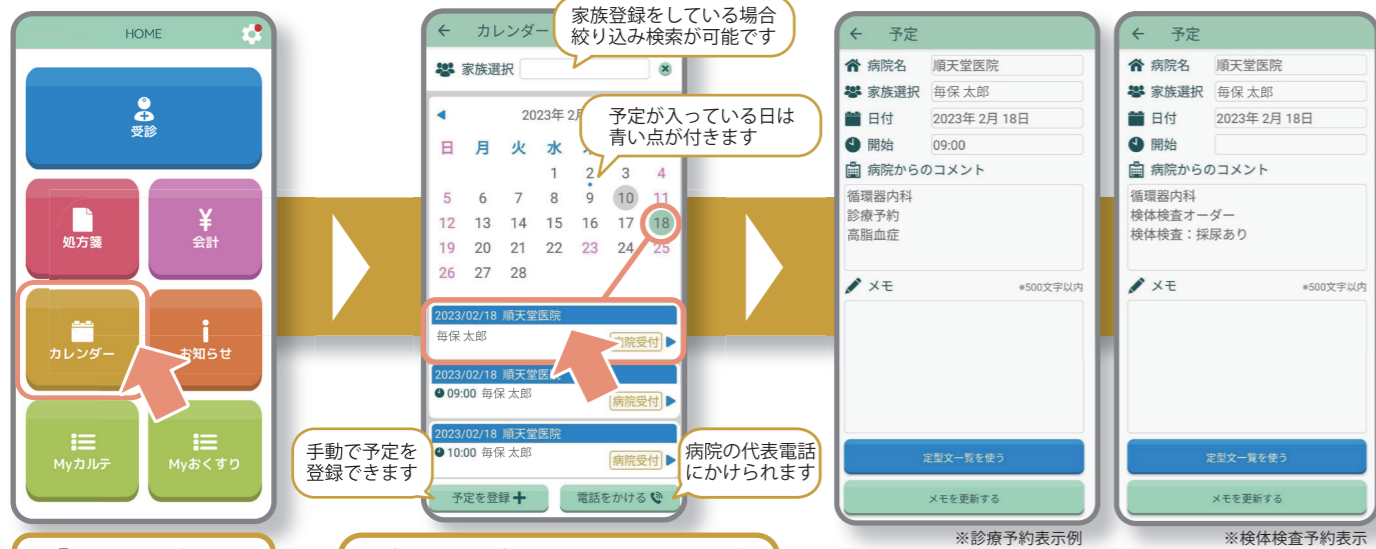 HOME
受診
処方箋
¥
会計
カレンダー
お知らせ
Myカルテ
Myおくすり
家族登録をしている場合
絞り込み検索が可能です
← カレンダー
家族選択
予定が入っている日は
青い点が付きます
2023年 2
日 月 火 水
1 2 3 4
5 6 7 8 9 10 11
12 13 14 15 16 17 18
19 20 21 22 23 24 25
26 27 28
2023/02/18 順天堂医院
毎保 太郎
病院受付
2023/02/18 順天堂医院
09:00 毎保 太郎
病院受付
2023/02/18 順天堂医院
10:00 毎保 太郎
病院受付
手動で予定を
登録できます
病院の代表電話
にかけられます
予定を登録
電話をかける
← 予定
病院名 順天堂医院
家族選択 毎保 太郎
日付 2023年 2月 18日
開始 09:00
病院からのコメント
循環器内科
診療予約
高脂血症
メモ ※500文字以内
定型文一覧を使う
メモを更新する
※診療予約表示例
← 予定
病院名 順天堂医院
家族選択 毎保 太郎
日付 2023年 2月 18日
開始
病院からのコメント
循環器内科
検体検査オーダー
検体検査：採尿あり
メモ ※500文字以内
定型文一覧を使う
メモを更新する
※検体検査予約表示